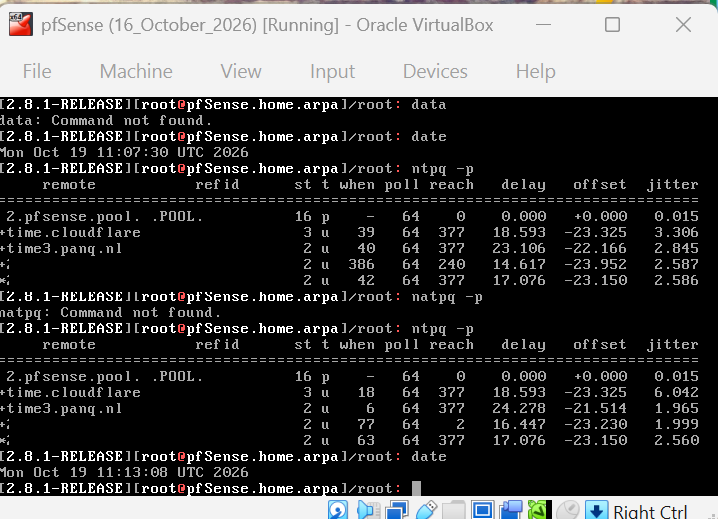 pfSense (16_October_2026) [Running] - Oracle VirtualBox
File Machine View Input Devices Help
[2.8.1-RELEASE][root@pfSense.home.arpa]/root: data
data: Command not found.
[2.8.1-RELEASE][root@pfSense.home.arpa]/root: date
Mon Oct 19 11:07:30 UTC 2026
[2.8.1-RELEASE][root@pfSense.home.arpa]/root: ntpq -p
remote refid st t when poll reach delay offset jitter
==============================================================================
2.pfsense.pool. .POOL. 16 p - 64 0 0.000 +0.000 0.015
+time.cloudflare 3 u 39 64 377 18.593 -23.325 3.306
+time3.panq.nl 2 u 40 64 377 23.106 -22.166 2.845
+2 2 u 386 64 240 14.617 -23.952 2.587
*2 2 u 42 64 377 17.076 -23.150 2.586
[2.8.1-RELEASE][root@pfSense.home.arpa]/root: natpq -p
natpq: Command not found.
[2.8.1-RELEASE][root@pfSense.home.arpa]/root: ntpq -p
remote refid st t when poll reach delay offset jitter
==============================================================================
2.pfsense.pool. .POOL. 16 p - 64 0 0.000 +0.000 0.015
+time.cloudflare 3 u 18 64 377 18.593 -23.325 6.042
+time3.panq.nl 2 u 6 64 377 24.278 -21.514 1.965
+2 2 u 77 64 2 16.447 -23.230 1.999
*2 2 u 63 64 377 17.076 -23.150 2.560
[2.8.1-RELEASE][root@pfSense.home.arpa]/root: date
Mon Oct 19 11:13:08 UTC 2026
[2.8.1-RELEASE][root@pfSense.home.arpa]/root:
Right Ctrl